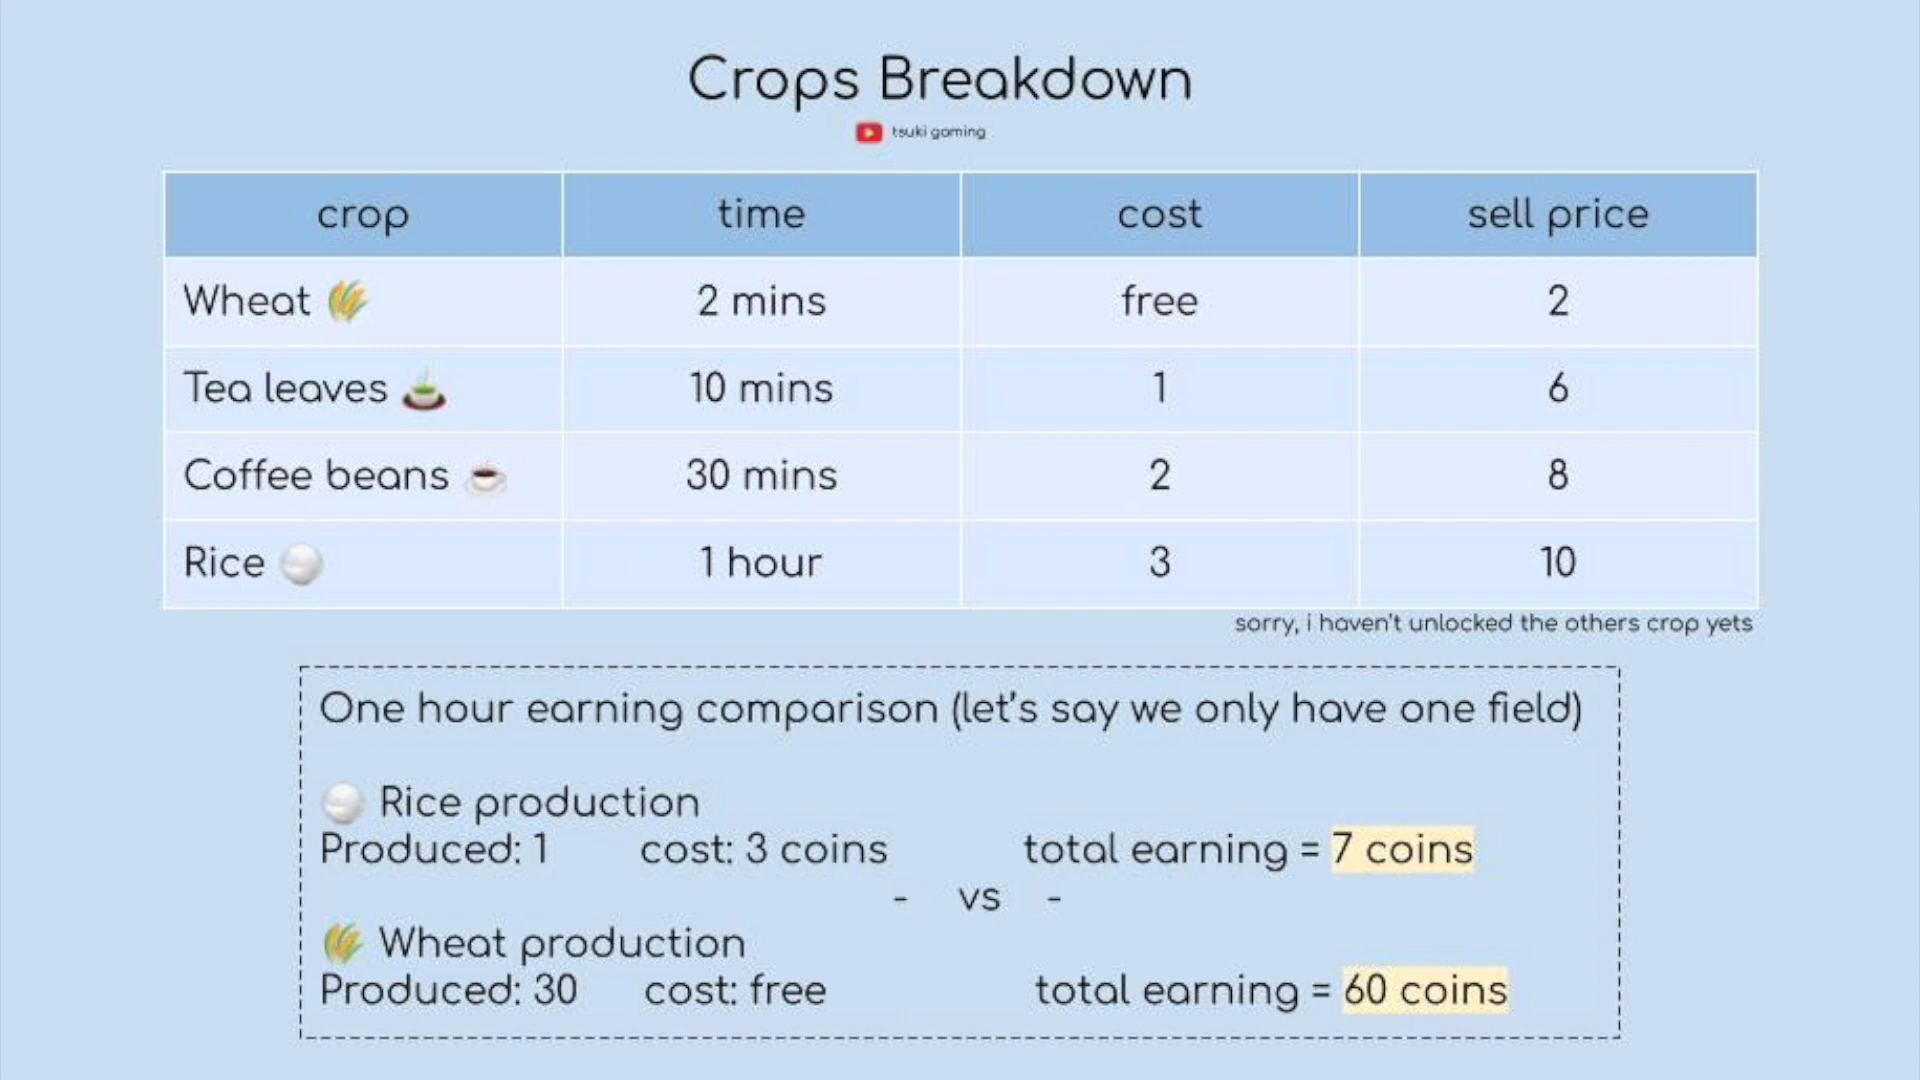 Crops Breakdown
tsuki gaming
crop time cost sell price
Wheat 2 mins free 2
Tea leaves 10 mins 1 6
Coffee beans 30 mins 2 8
Rice 1 hour 3 10
sorry, i haven't unlocked the others crop yets
One hour earning comparison (let's say we only have one field)
Rice production
Produced: 1 cost: 3 coins total earning = 7 coins
- vs -
Wheat production
Produced: 30 cost: free total earning = 60 coins